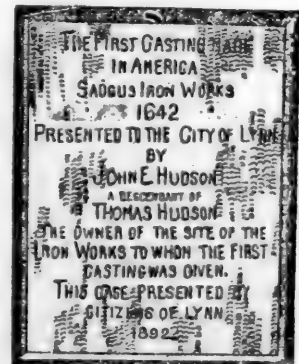 THE FIRST CASTING MADE
IN AMERICA
SAUGUS IRON WORKS
1642
PRESENTED TO THE CITY OF LYNN
BY
JOHN E. HUDSON
A DESCENDANT OF
THOMAS HUDSON
THE OWNER OF THE SITE OF THE
IRON WORKS TO WHOM THE FIRST
CASTING WAS GIVEN.
THIS CASE PRESENTED BY
CITIZENS OF LYNN
1892